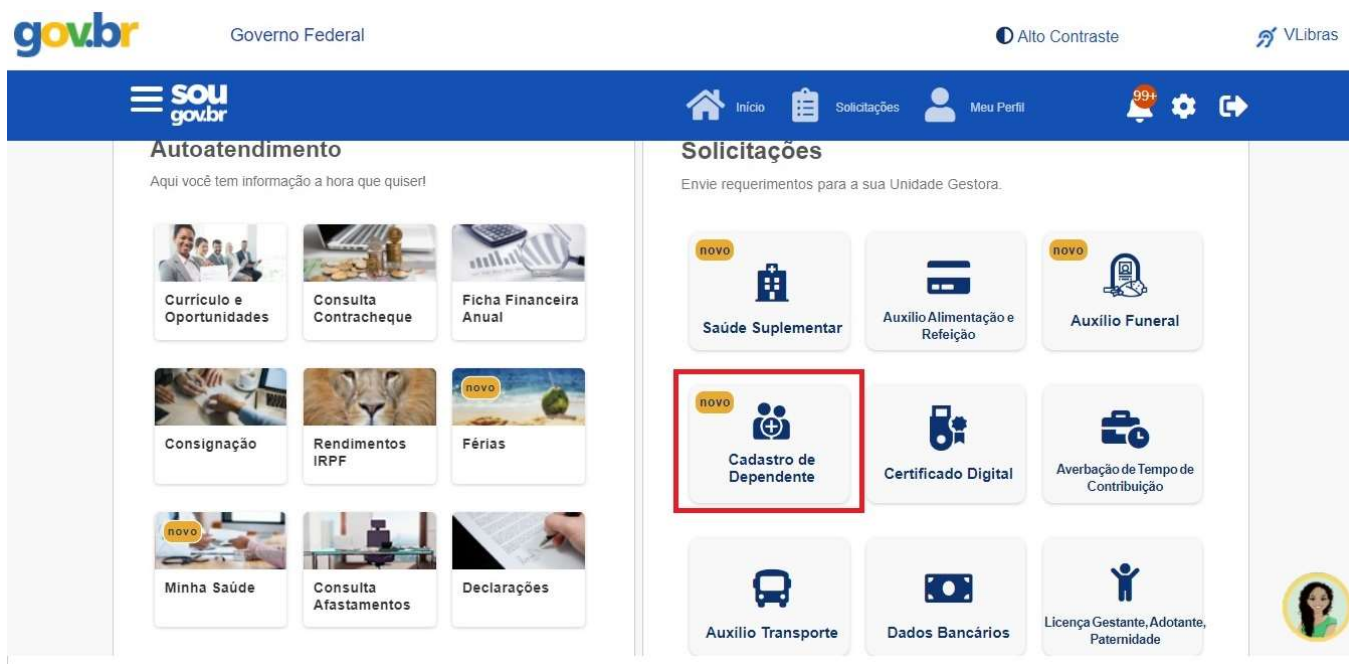 gov.br
Governo Federal
Alto Contraste
VLibras
sou
gov.br
Início
Solicitações
Meu Perfil
99+
Autoatendimento
Aqui você tem informação a hora que quiser!
Currículo e
Oportunidades
Consulta
Contracheque
Ficha Financeira
Anual
Consignação
Rendimentos
IRPF
novo
Férias
novo
Minha Saúde
Consulta
Afastamentos
Declarações
Solicitações
Envie requerimentos para a sua Unidade Gestora.
novo
Saúde Suplementar
Auxílio Alimentação e
Refeição
novo
Auxílio Funeral
novo
Cadastro de
Dependente
Certificado Digital
Averbação de Tempo de
Contribuição
Auxílio Transporte
Dados Bancários
Licença Gestante, Adotante,
Paternidade